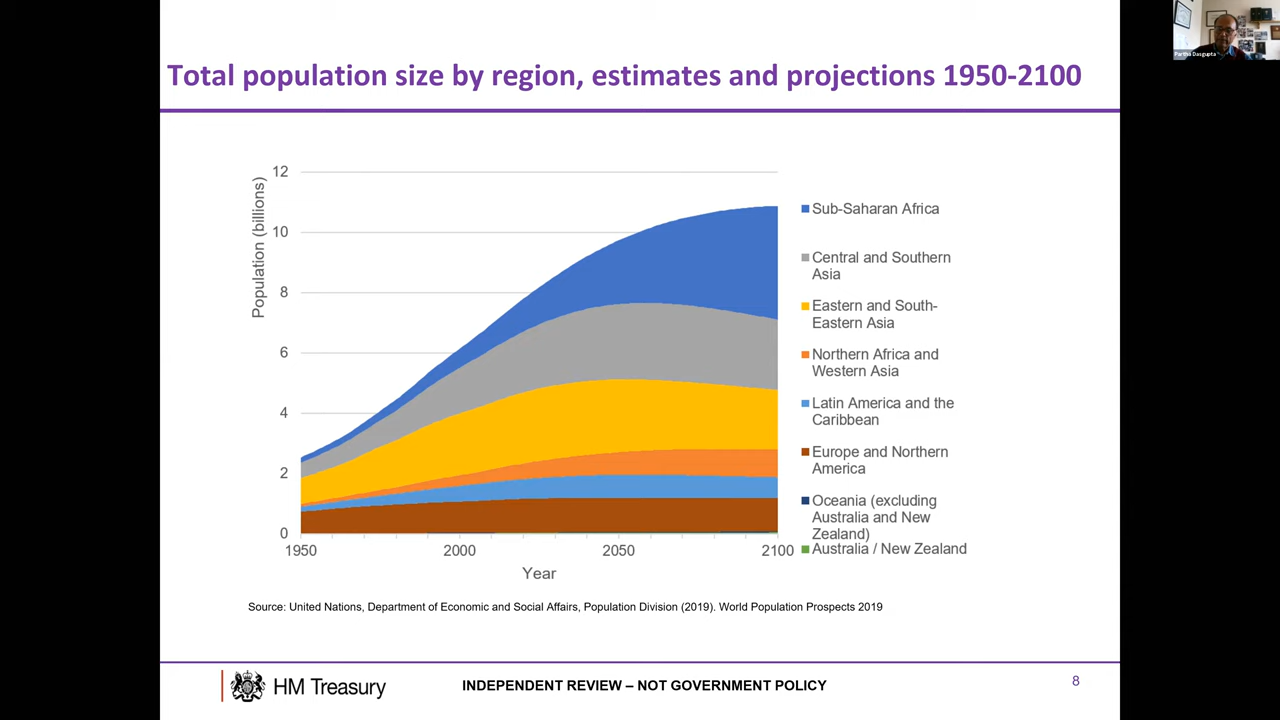 Partha Dasgupta
Total population size by region, estimates and projections 1950-2100
Population (billions)
12
10
8
6
4
2
0
1950
2000
2050
2100
Year
Sub-Saharan Africa
Central and Southern
Asia
Eastern and South-
Eastern Asia
Northern Africa and
Western Asia
Latin America and the
Caribbean
Europe and Northern
America
Oceania (excluding
Australia and New
Zealand)
Australia / New Zealand
Source: United Nations, Department of Economic and Social Affairs, Population Division (2019). World Population Prospects 2019
HM Treasury
INDEPENDENT REVIEW – NOT GOVERNMENT POLICY
8